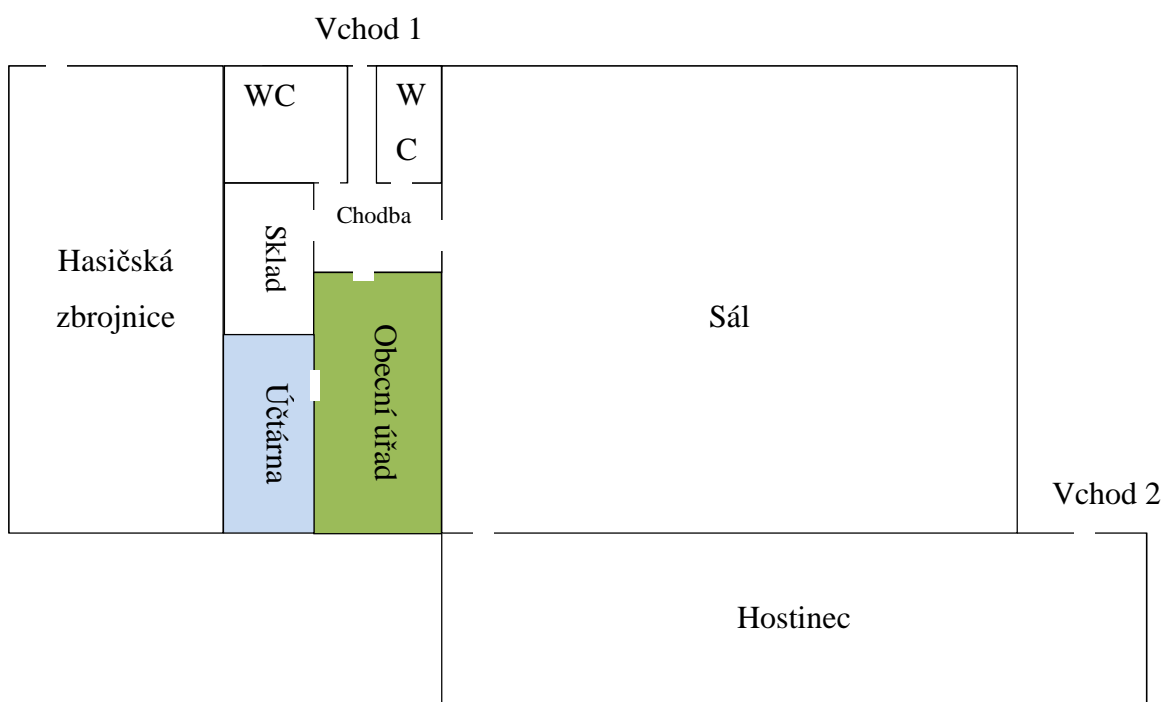 Vchod 1
WC
W
C
Chodba
Sklad
Hasičská
zbrojnice
Sál
Obecní úřad
Účtárna
Vchod 2
Hostinec